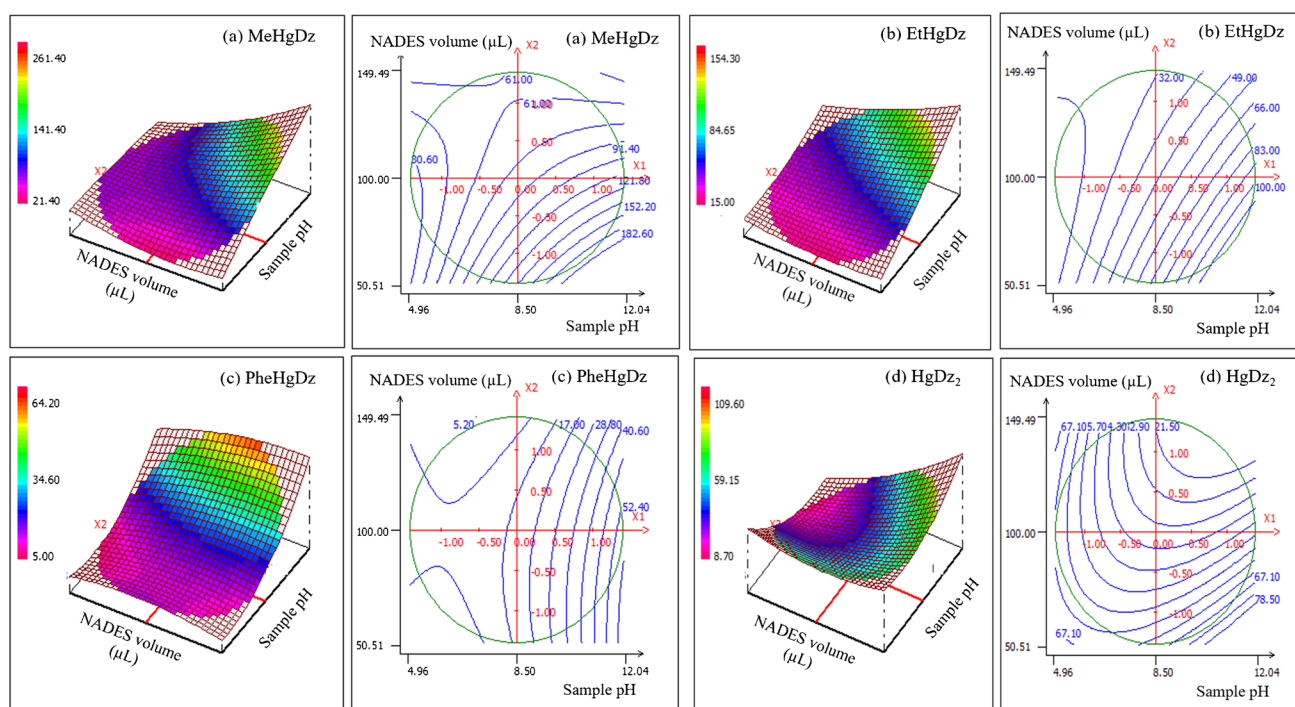 (a) MeHgDz
261.40
141.40
21.40
X2
NADES volume
(µL)
Sample pH
(a) MeHgDz
NADES volume (µL)
X2
149.49
61.00
61.00
1.00
0.50
91.40
30.60
X1
100.00
-1.00
-0.50
0.00
0.50
1.00
121.80
152.20
-0.50
182.60
-1.00
50.51
4.96
8.50
12.04
Sample pH
(b) EtHgDz
154.30
84.65
15.00
X2
NADES volume
(µL)
Sample pH
(b) EtHgDz
NADES volume (µL)
X2
149.49
32.00
49.00
1.00
66.00
0.50
83.00
X1
100.00
-1.00
-0.50
0.00
0.50
1.00
100.00
-0.50
-1.00
50.51
4.96
8.50
12.04
Sample pH
(c) PheHgDz
64.20
34.60
5.00
X2
NADES volume
(µL)
Sample pH
(c) PheHgDz
NADES volume (µL)
X2
149.49
5.20
17.00
28.80
40.60
1.00
0.50
52.40
X1
100.00
-1.00
-0.50
0.00
0.50
1.00
-0.50
-1.00
50.51
4.96
8.50
12.04
Sample pH
(d) HgDz₂
109.60
59.15
8.70
NADES volume
(µL)
Sample pH
(d) HgDz₂
NADES volume (µL)
X2
149.49
67.10
21.50
1.00
0.50
X1
100.00
-1.00
-0.50
0.00
0.50
1.00
-0.50
67.10
-1.00
78.50
67.10
50.51
4.96
8.50
12.04
Sample pH